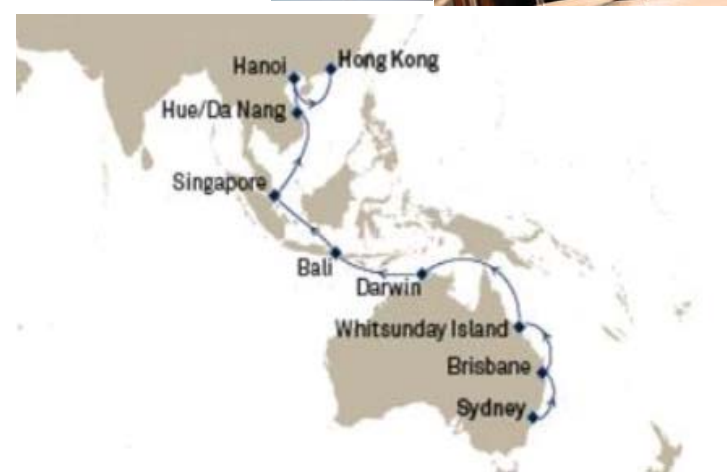 Hanoi
Hong Kong
Hue/Da Nang
Singapore
Bali
Darwin
Whitsunday Island
Brisbane
Sydney